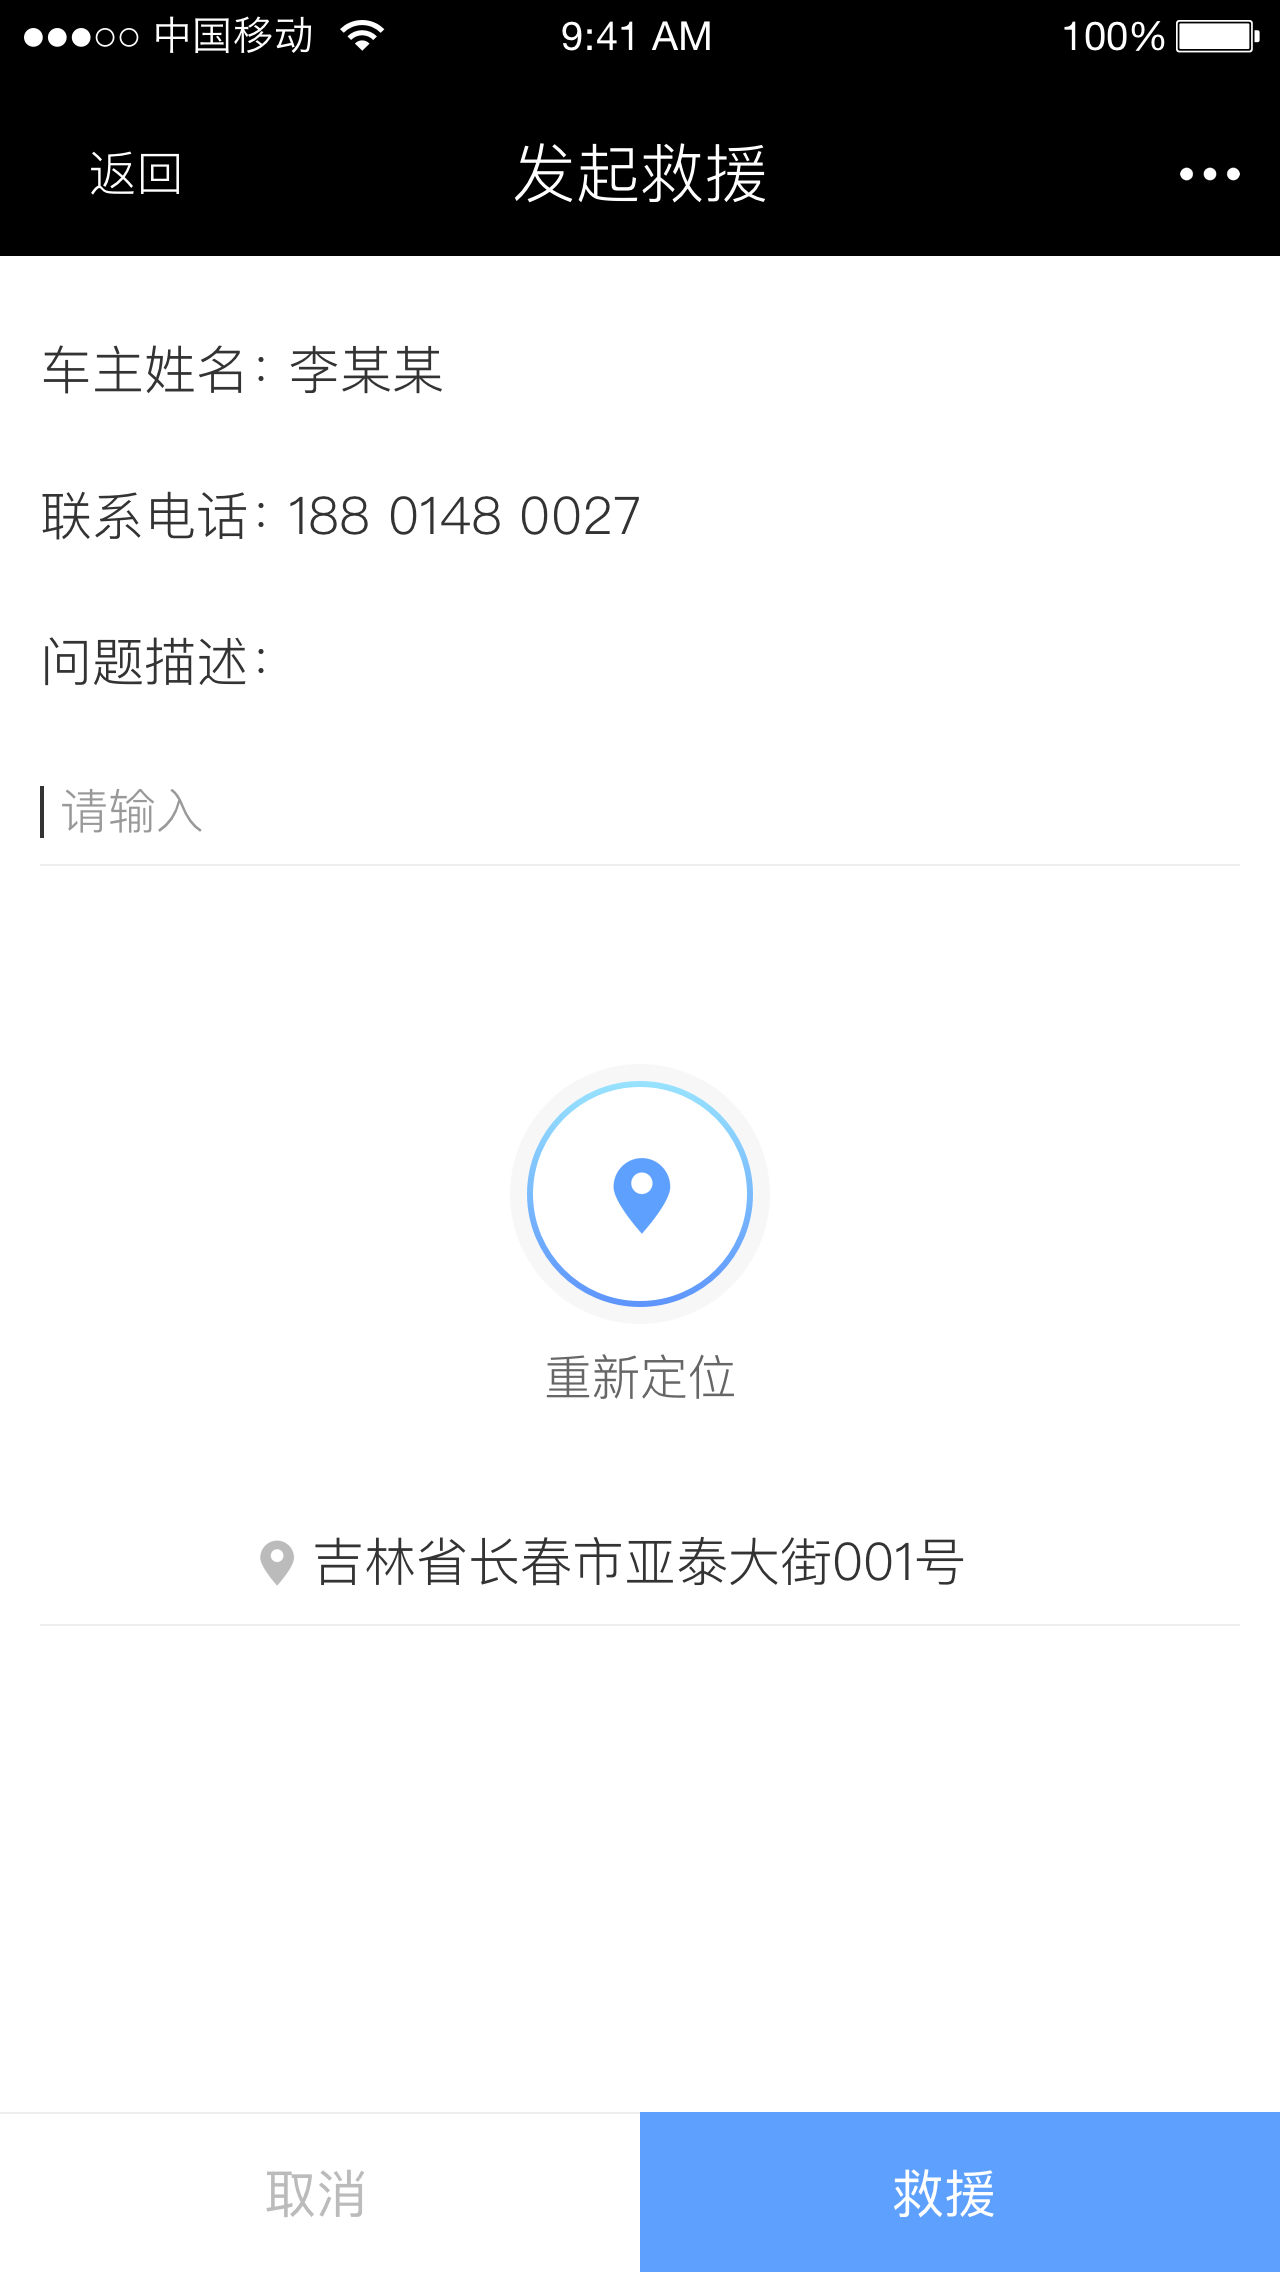 中国移动 9:41 AM 100%
返回 发起救援
车主姓名：李某某
联系电话：188 0148 0027
问题描述：
请输入
重新定位
吉林省长春市亚泰大街001号
取消 救援